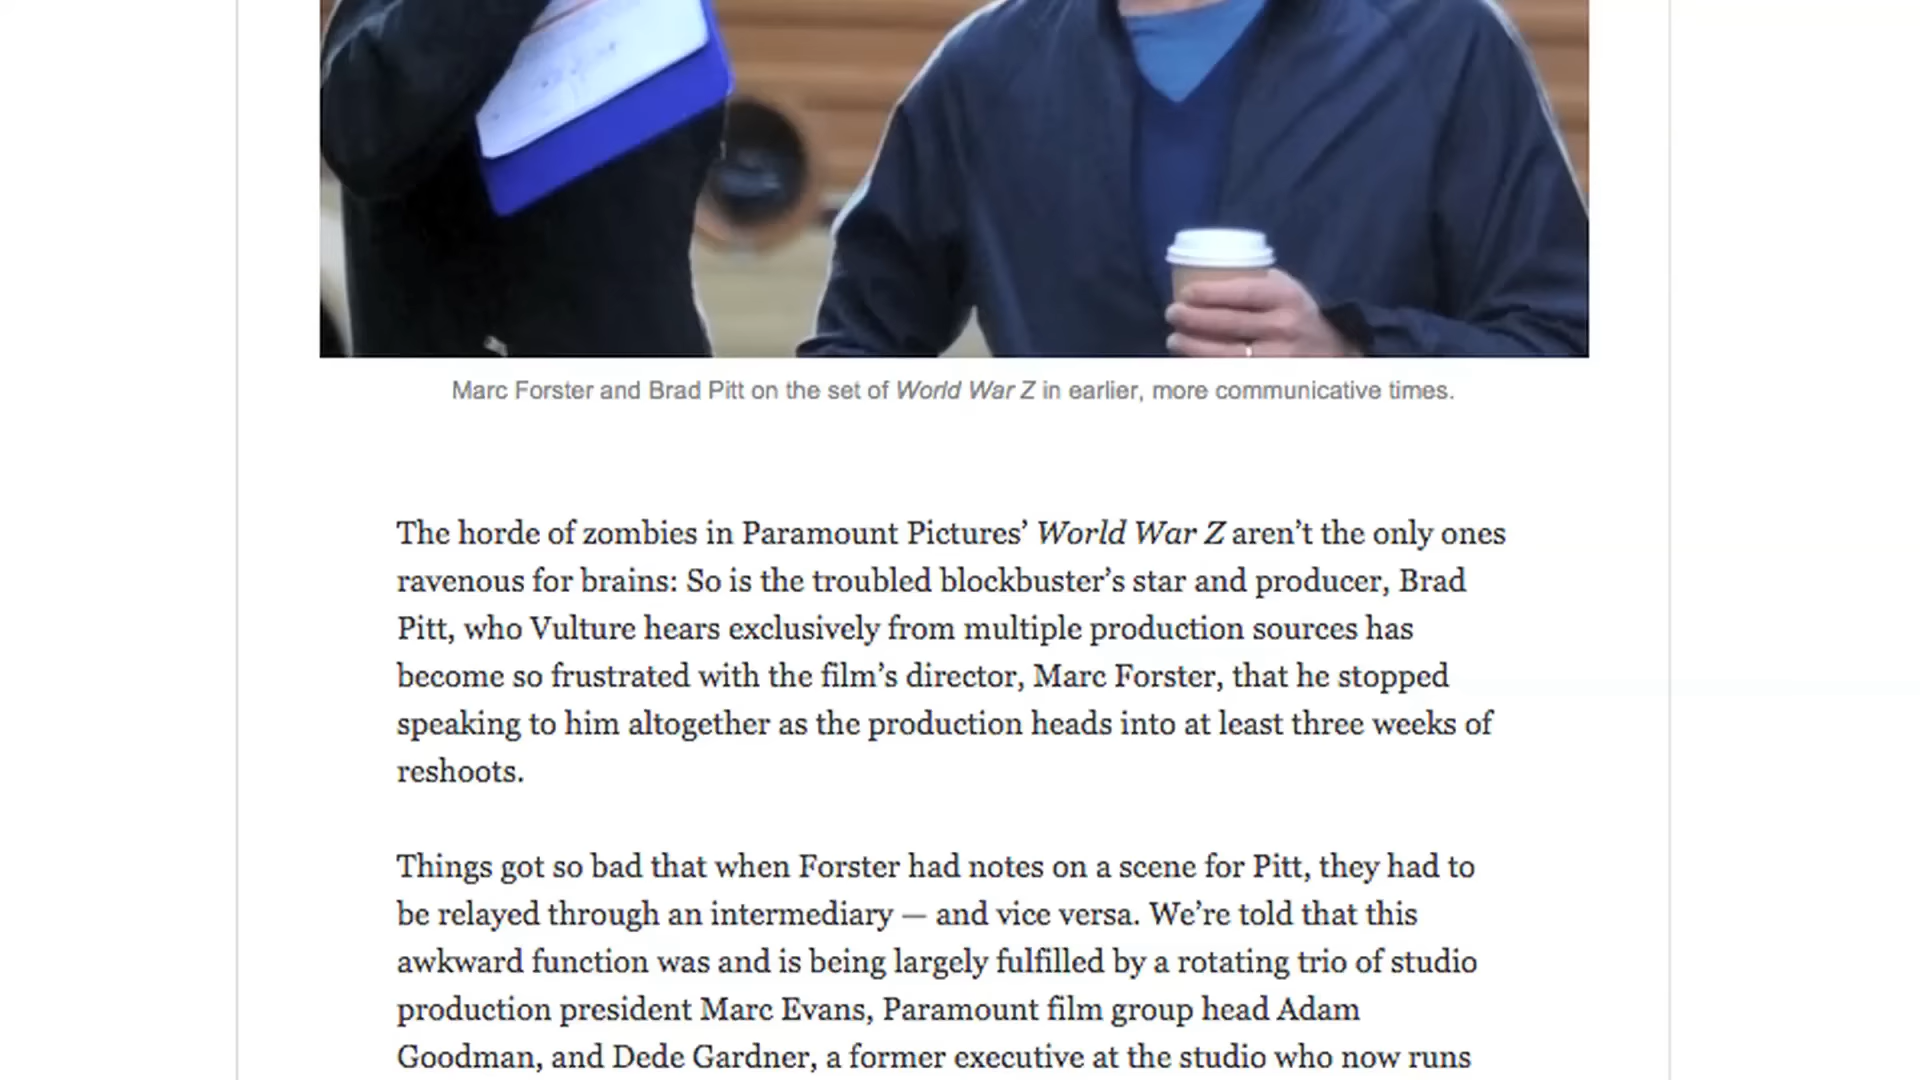 Marc Forster and Brad Pitt on the set of World War Z in earlier, more communicative times.
The horde of zombies in Paramount Pictures’ World War Z aren’t the only ones
ravenous for brains: So is the troubled blockbuster’s star and producer, Brad
Pitt, who Vulture hears exclusively from multiple production sources has
become so frustrated with the film’s director, Marc Forster, that he stopped
speaking to him altogether as the production heads into at least three weeks of
reshoots.
Things got so bad that when Forster had notes on a scene for Pitt, they had to
be relayed through an intermediary — and vice versa. We’re told that this
awkward function was and is being largely fulfilled by a rotating trio of studio
production president Marc Evans, Paramount film group head Adam
Goodman, and Dede Gardner, a former executive at the studio who now runs